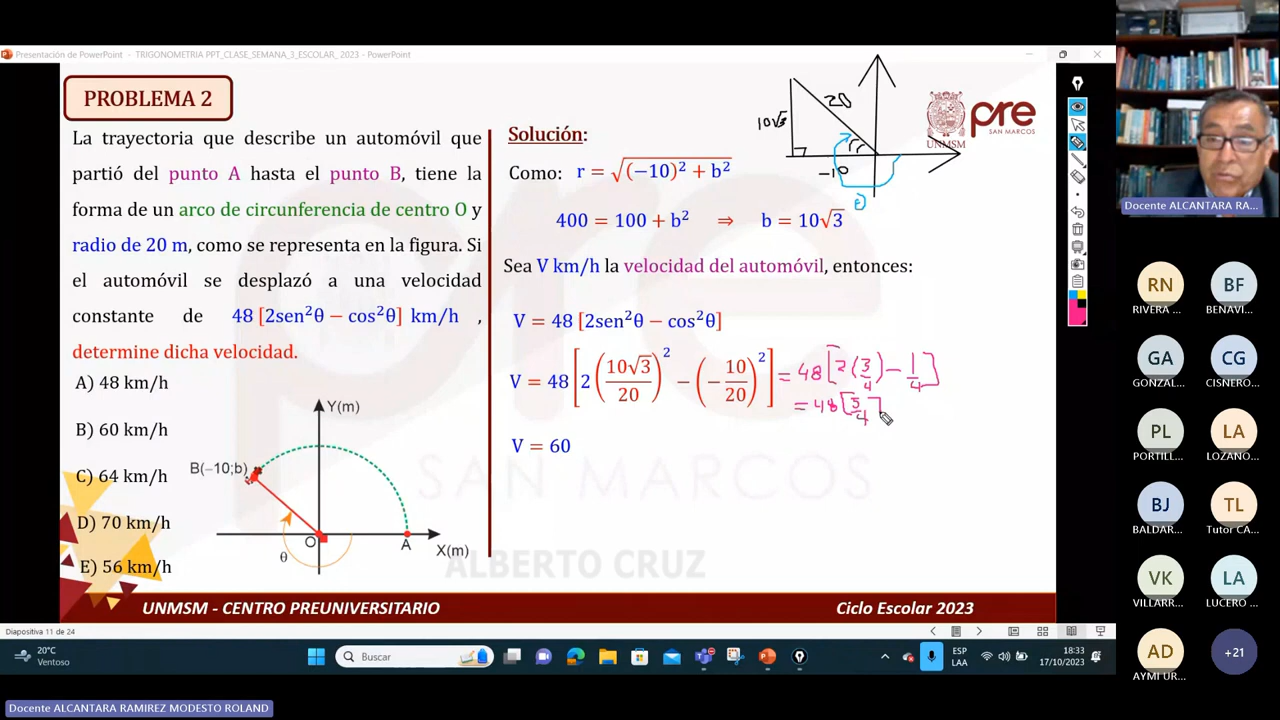 Presentación de PowerPoint - TRIGONOMETRIA PPT_CLASE_SEMANA_3_ESCOLAR_ 2023 - PowerPoint
PROBLEMA 2
La trayectoria que describe un automóvil que
partió del punto A hasta el punto B, tiene la
forma de un arco de circunferencia de centro O y
radio de 20 m, como se representa en la figura. Si
el automóvil se desplazó a una velocidad
constante de 48 [2sen²θ − cos²θ] km/h ,
determine dicha velocidad.
A) 48 km/h
B) 60 km/h
C) 64 km/h
D) 70 km/h
E) 56 km/h
Y(m)
B(−10;b)
O
A
X(m)
θ
Solución:
Como: r = √((−10)² + b²)
400 = 100 + b² ⇒ b = 10√3
Sea V km/h la velocidad del automóvil, entonces:
V = 48 [2sen²θ − cos²θ]
V = 48 [2 (10√3/20)² − (−10/20)²] = 48 [2 (3/4) − 1/4]
= 48 [5/4]
V = 60
20
10√3
−10
UNMSM
pre
SAN MARCOS
pre
SAN MARCOS
ALBERTO CRUZ
UNMSM - CENTRO PREUNIVERSITARIO
Ciclo Escolar 2023
Diapositiva 11 de 24
20°C
Ventoso
Buscar
ESP
LAA
18:33
17/10/2023
Docente ALCANTARA RAMIREZ MODESTO ROLAND
Docente ALCANTARA RA...
RN
RIVERA ...
BF
BENAVI...
GA
GONZAL...
CG
CISNERO...
PL
PORTILL...
LA
LOZANO...
BJ
BALDAR...
TL
Tutor CA...
VK
VILLARR...
LA
LUCERO ...
AD
AYMI UR...
+21